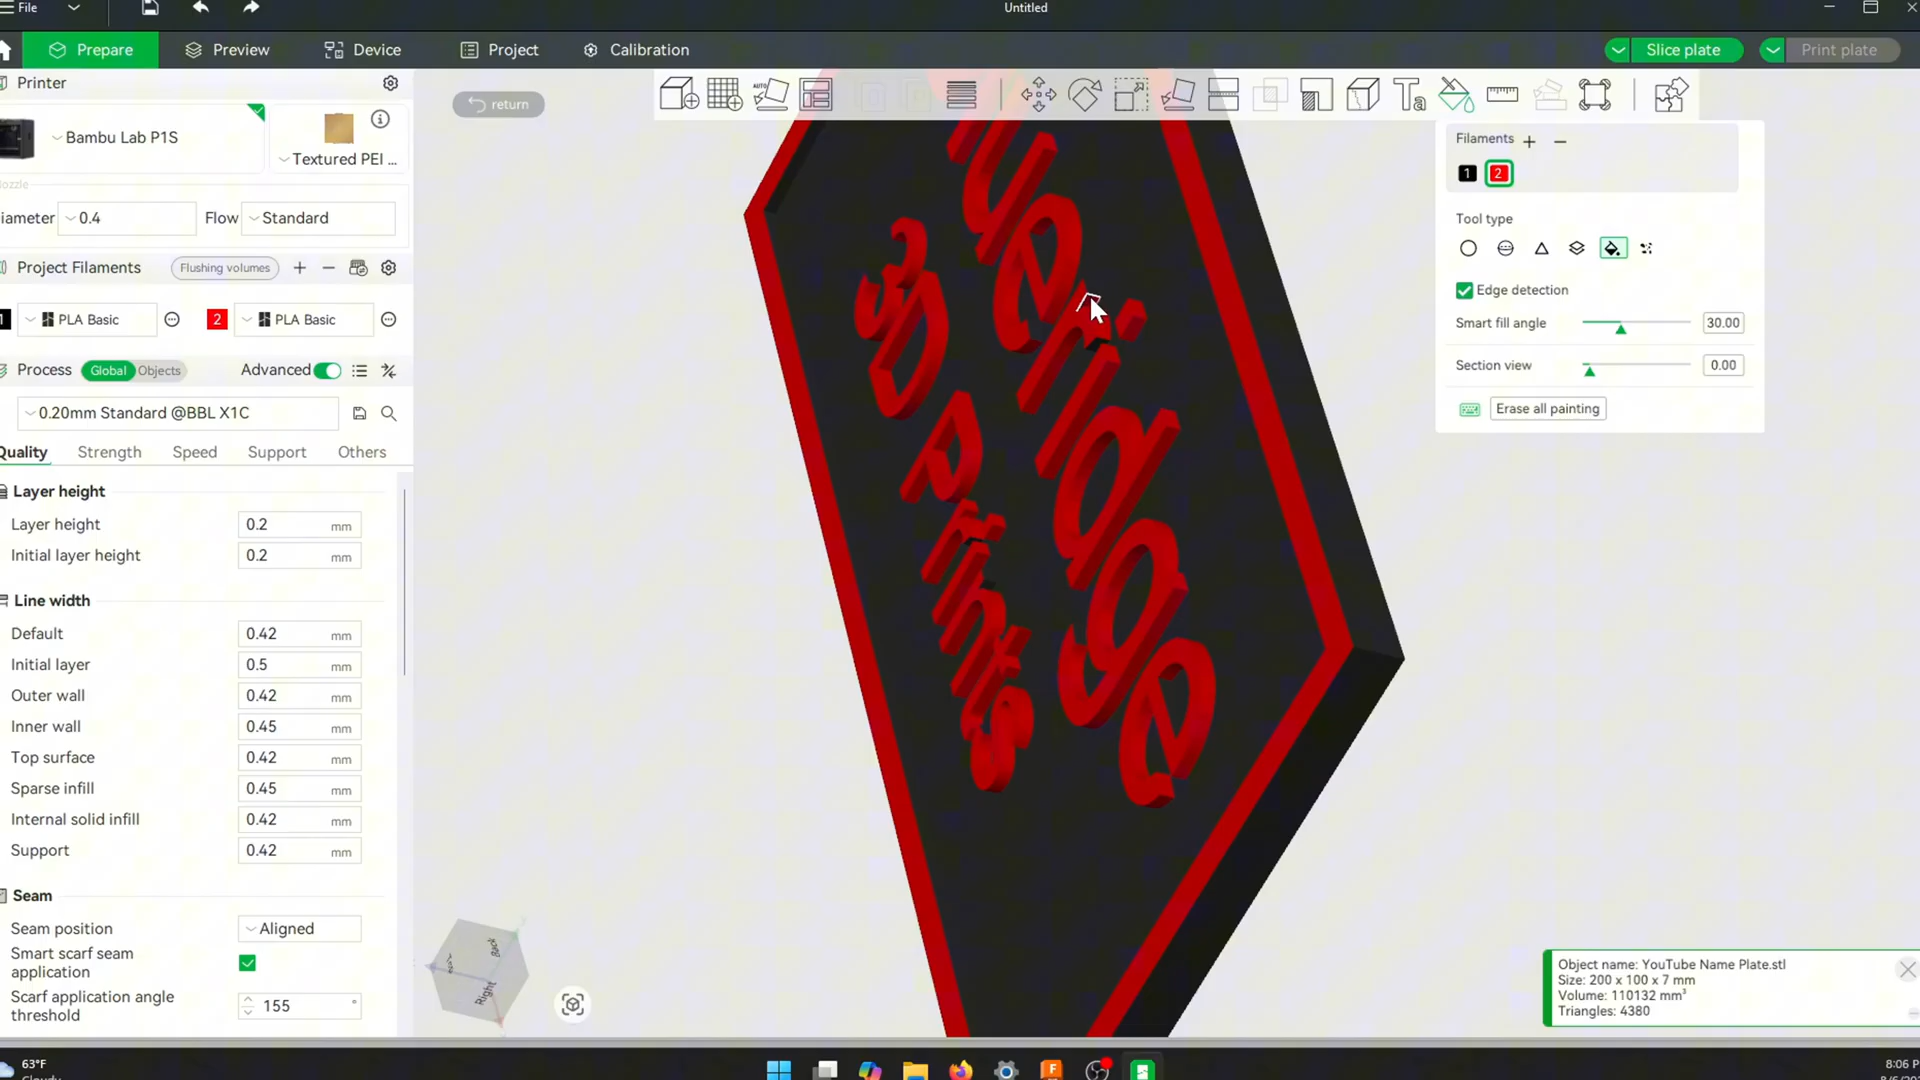 File
Untitled
Prepare
Preview
Device
Project
Calibration
Slice plate
Print plate
Printer
return
Bambu Lab P1S
Textured PEI ...
Filaments + −
1 2
Tool type
Edge detection
Smart fill angle 30.00
Section view 0.00
Erase all painting
ozzle
iameter 0.4 Flow Standard
Project Filaments Flushing volumes + −
1 PLA Basic 2 PLA Basic
Process Global Objects Advanced
0.20mm Standard @BBL X1C
Quality Strength Speed Support Others
Layer height
Layer height 0.2 mm
Initial layer height 0.2 mm
Line width
Default 0.42 mm
Initial layer 0.5 mm
Outer wall 0.42 mm
Inner wall 0.45 mm
Top surface 0.42 mm
Sparse infill 0.45 mm
Internal solid infill 0.42 mm
Support 0.42 mm
Seam
Seam position Aligned
Smart scarf seam
application
Scarf application angle
threshold 155 °
Back
Right
Object name: YouTube Name Plate.stl
Size: 200 x 100 x 7 mm
Volume: 110132 mm³
Triangles: 4380
63°F
Cloudy
8:06 P